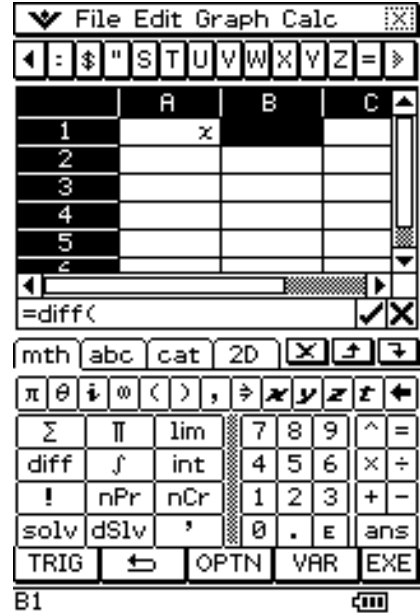 File Edit Graph Calc
: $ " S T U V W X Y Z = »
A B C
1 x
2
3
4
5
=diff(
mth abc cat 2D
π θ i ∞ ( ) , ⇒ x y z t
Σ Π lim 7 8 9 ^ =
diff ∫ int 4 5 6 × ÷
! nPr nCr 1 2 3 + −
solv dSlv ' 0 . E ans
TRIG OPTN VAR EXE
B1